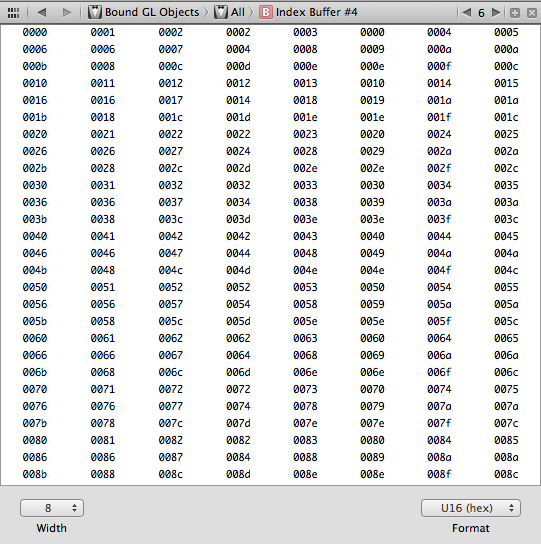 Bound GL Objects All B Index Buffer #4 6
0000 0001 0002 0002 0003 0000 0004 0005
0006 0006 0007 0004 0008 0009 000a 000a
000b 0008 000c 000d 000e 000e 000f 000c
0010 0011 0012 0012 0013 0010 0014 0015
0016 0016 0017 0014 0018 0019 001a 001a
001b 0018 001c 001d 001e 001e 001f 001c
0020 0021 0022 0022 0023 0020 0024 0025
0026 0026 0027 0024 0028 0029 002a 002a
002b 0028 002c 002d 002e 002e 002f 002c
0030 0031 0032 0032 0033 0030 0034 0035
0036 0036 0037 0034 0038 0039 003a 003a
003b 0038 003c 003d 003e 003e 003f 003c
0040 0041 0042 0042 0043 0040 0044 0045
0046 0046 0047 0044 0048 0049 004a 004a
004b 0048 004c 004d 004e 004e 004f 004c
0050 0051 0052 0052 0053 0050 0054 0055
0056 0056 0057 0054 0058 0059 005a 005a
005b 0058 005c 005d 005e 005e 005f 005c
0060 0061 0062 0062 0063 0060 0064 0065
0066 0066 0067 0064 0068 0069 006a 006a
006b 0068 006c 006d 006e 006e 006f 006c
0070 0071 0072 0072 0073 0070 0074 0075
0076 0076 0077 0074 0078 0079 007a 007a
007b 0078 007c 007d 007e 007e 007f 007c
0080 0081 0082 0082 0083 0080 0084 0085
0086 0086 0087 0084 0088 0089 008a 008a
008b 0088 008c 008d 008e 008e 008f 008c
8 U16 (hex)
Width Format